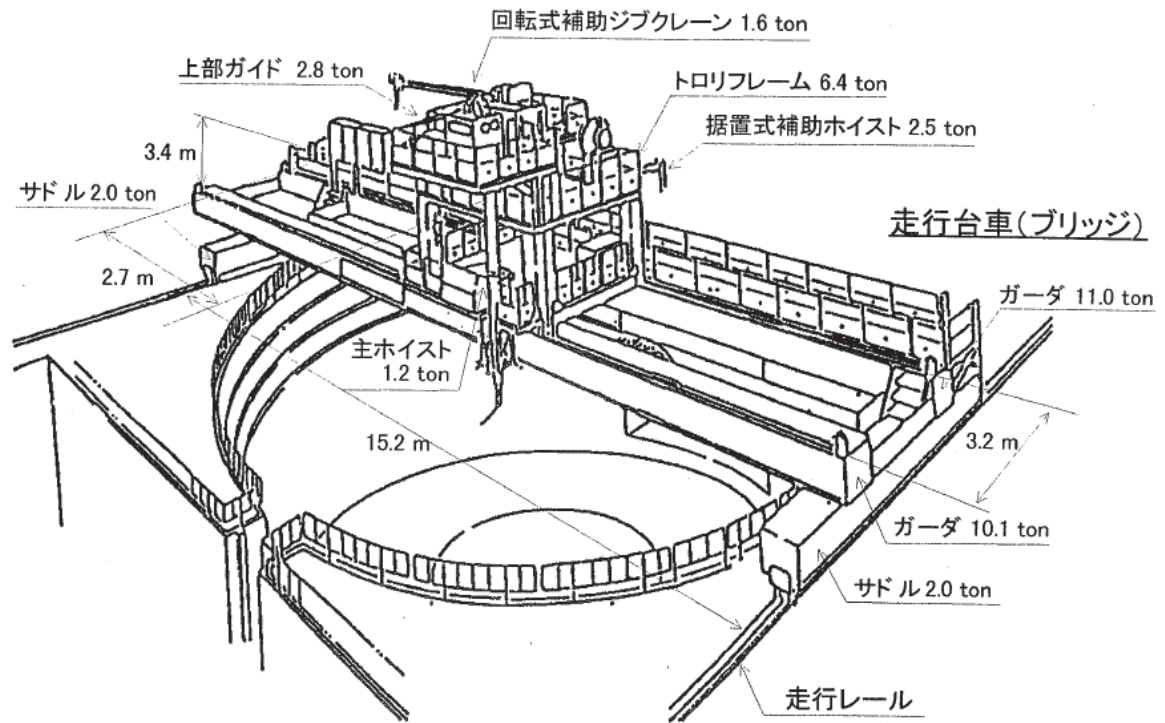 回転式補助ジブクレーン 1.6 ton
上部ガイド 2.8 ton
トロリフレーム 6.4 ton
据置式補助ホイスト 2.5 ton
3.4 m
サドル 2.0 ton
走行台車(ブリッジ)
2.7 m
ガーダ 11.0 ton
主ホイスト
1.2 ton
15.2 m
3.2 m
ガーダ 10.1 ton
サドル 2.0 ton
走行レール